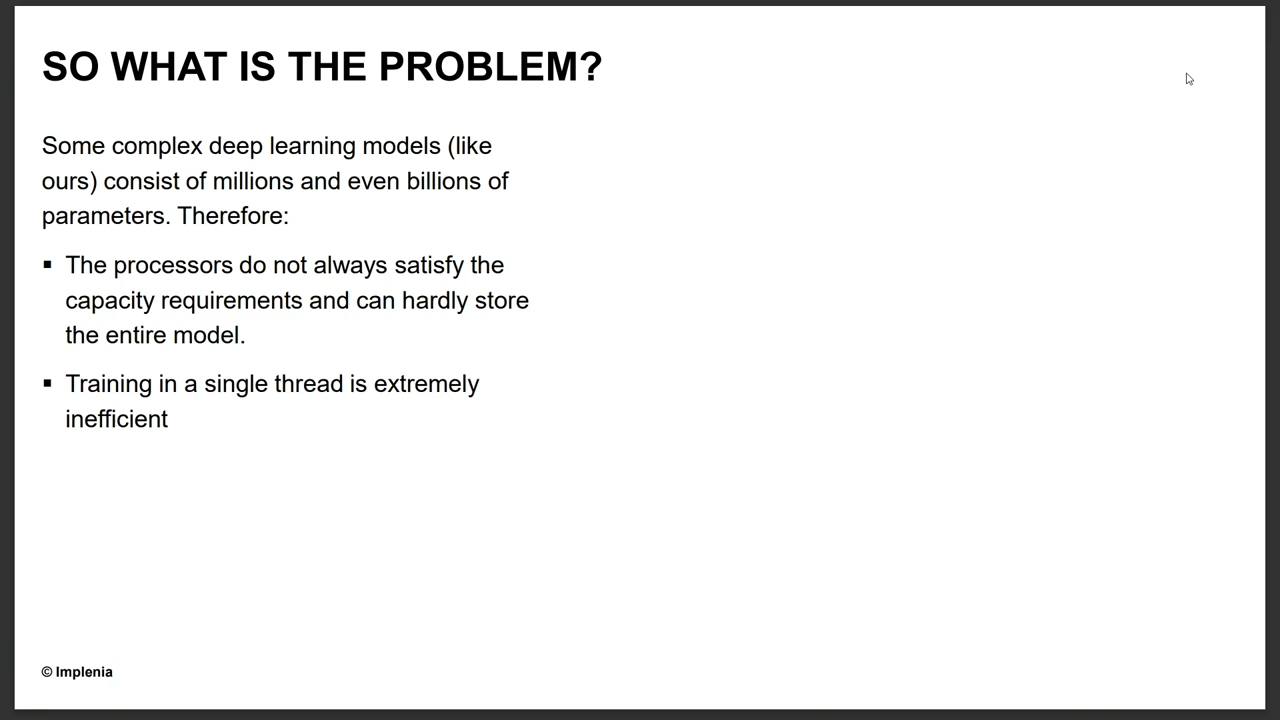 SO WHAT IS THE PROBLEM?
Some complex deep learning models (like
ours) consist of millions and even billions of
parameters. Therefore:
▪ The processors do not always satisfy the
capacity requirements and can hardly store
the entire model.
▪ Training in a single thread is extremely
inefficient
© Implenia